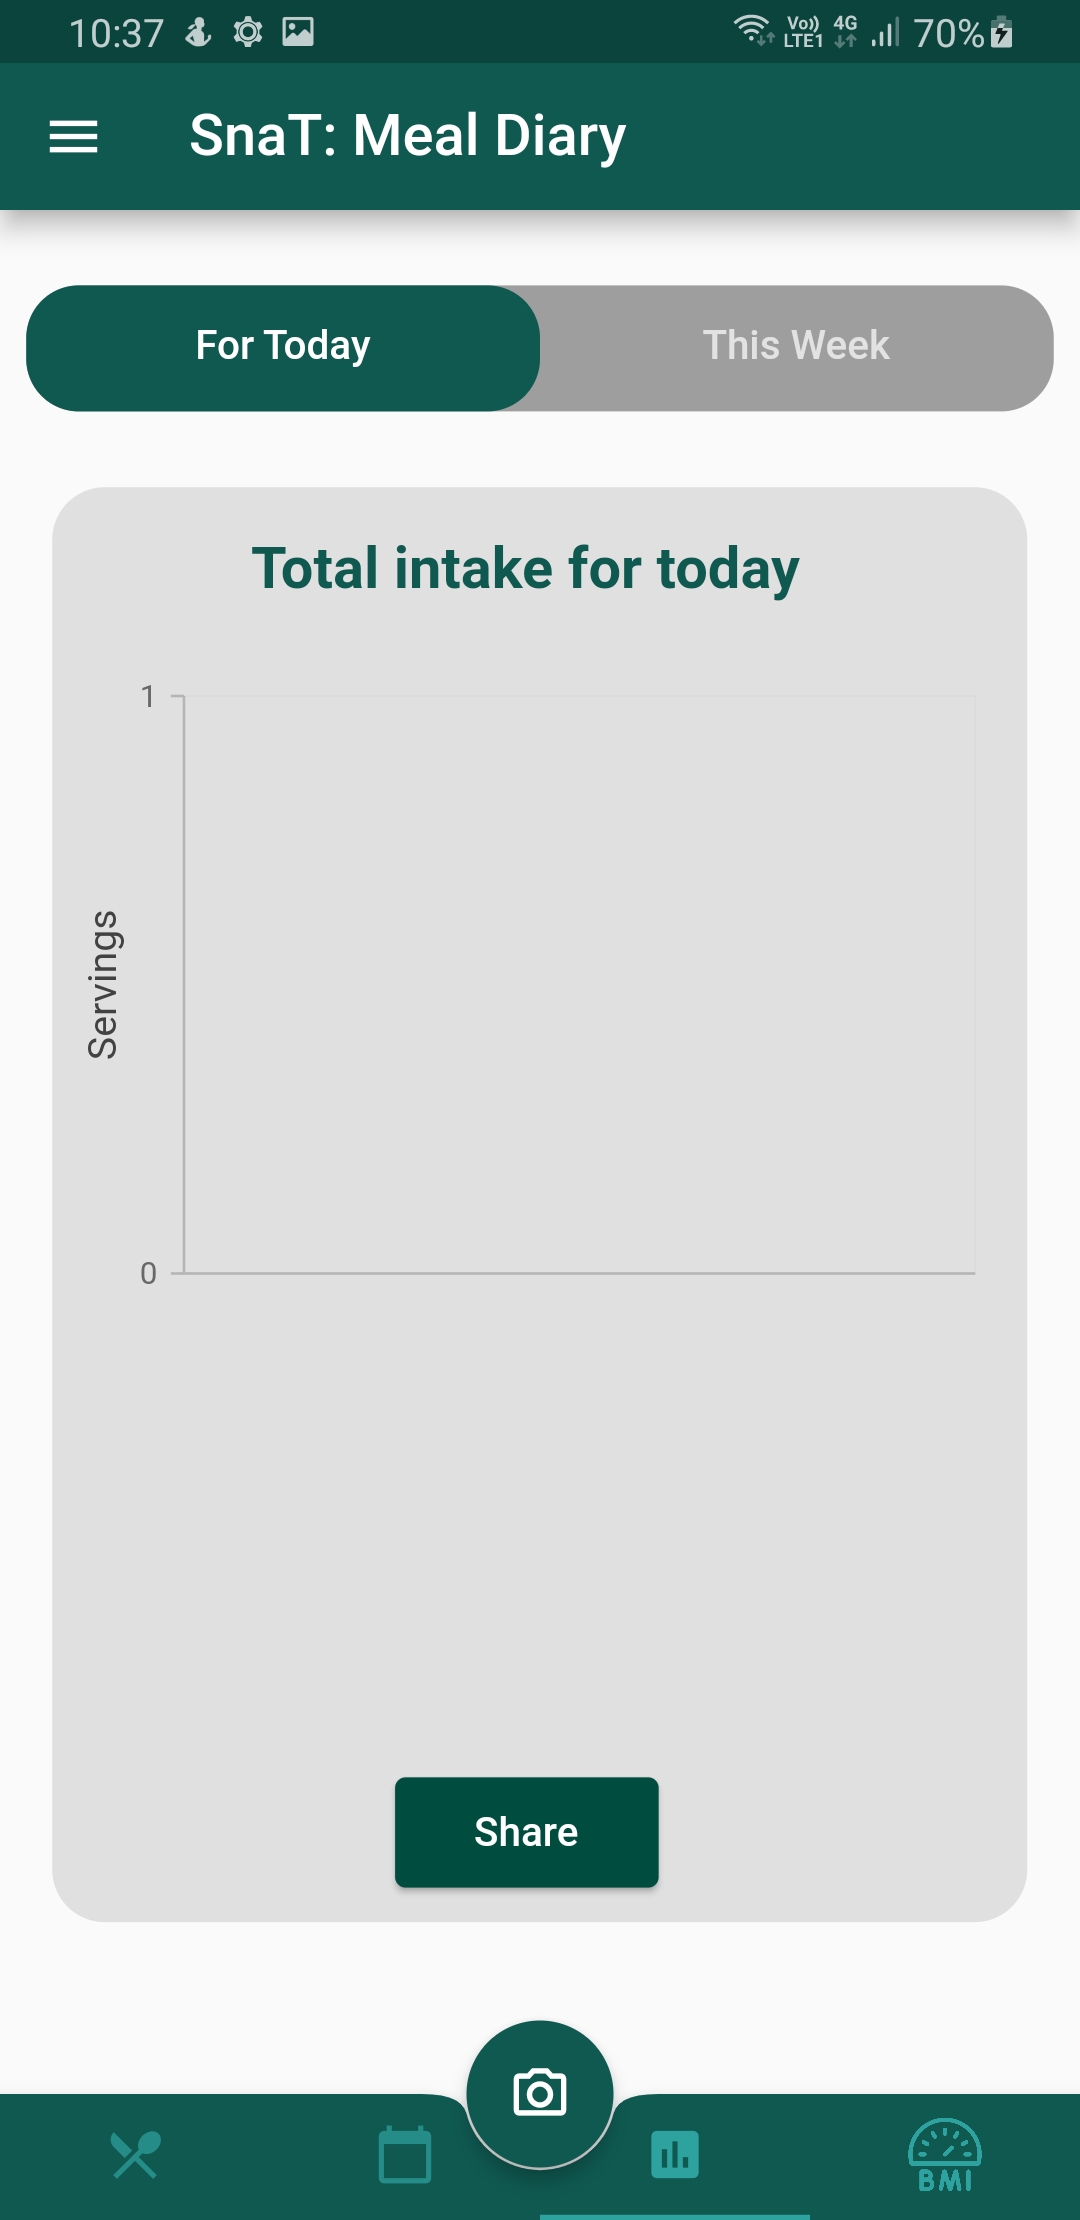 10:37 Vo)) LTE1 4G 70%
SnaT: Meal Diary
For Today This Week
Total intake for today
1
Servings
0
Share
BMI